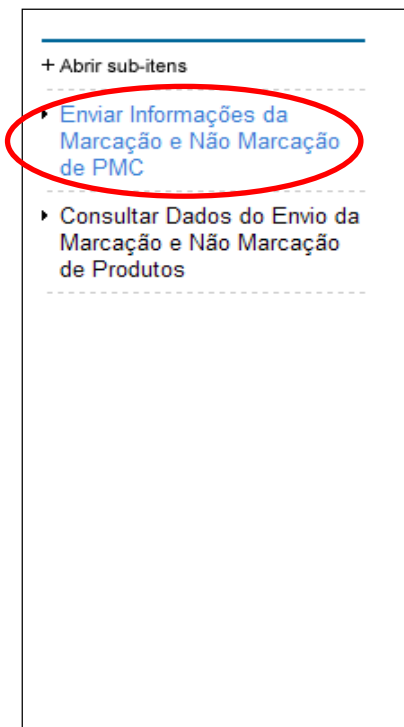 + Abrir sub-itens
Enviar Informações da
Marcação e Não Marcação
de PMC
Consultar Dados do Envio da
Marcação e Não Marcação
de Produtos